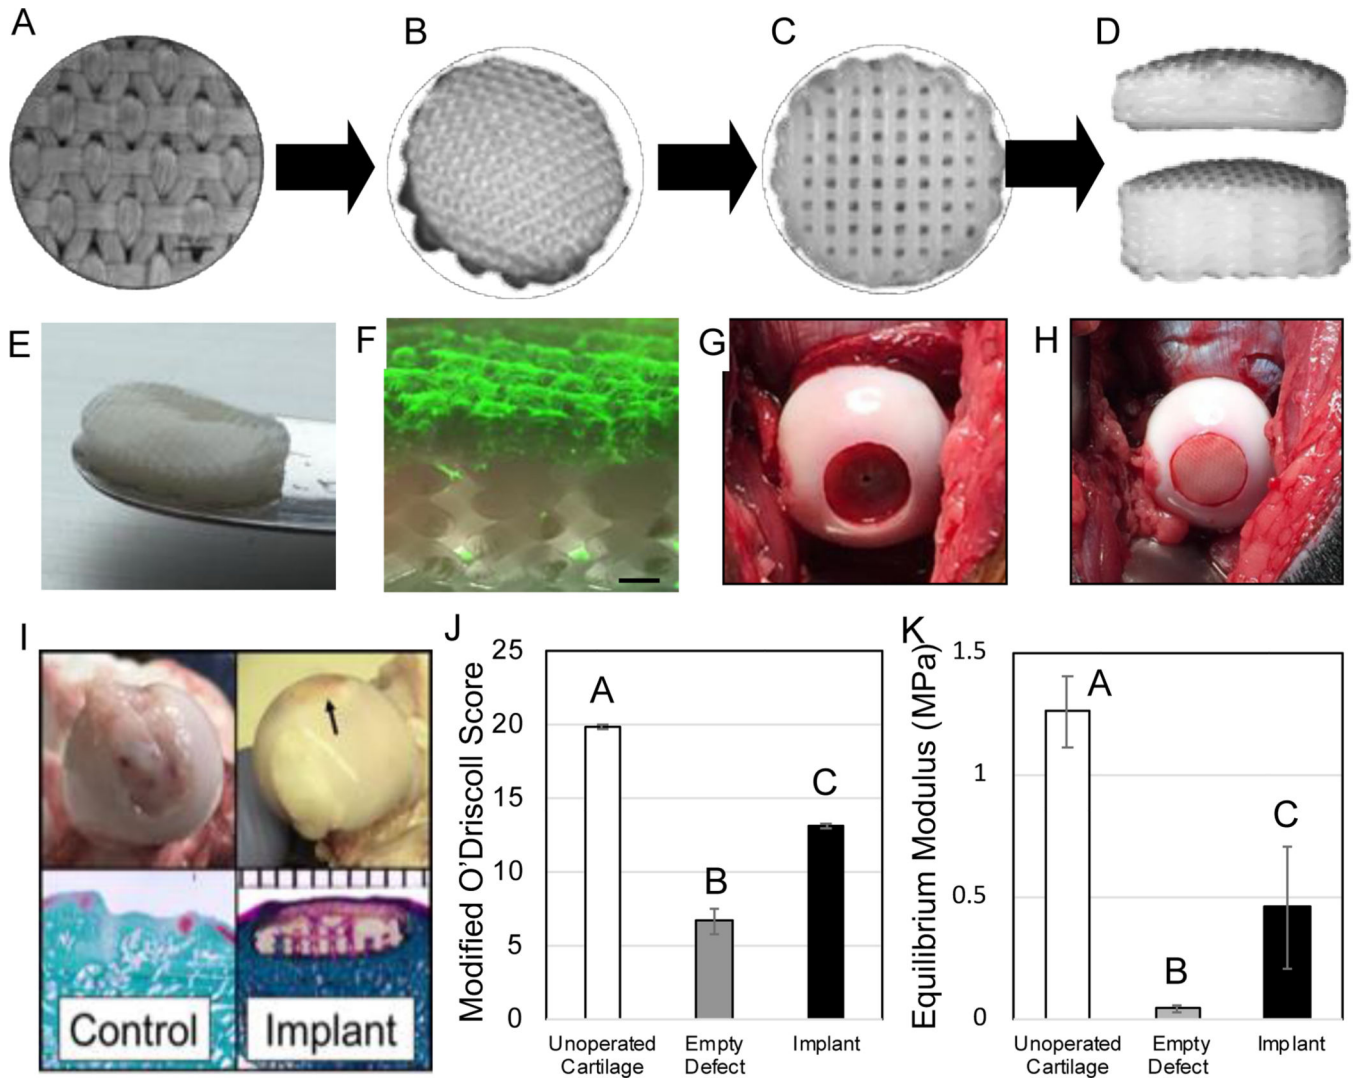 A
B
C
D
E
F
G
H
I
Control
Implant
J
Modified O'Driscoll Score
25
20
15
10
5
0
A
B
C
Unoperated
Cartilage
Empty
Defect
Implant
K
Equilibrium Modulus (MPa)
1.5
1
0.5
0
A
B
C
Unoperated
Cartilage
Empty
Defect
Implant